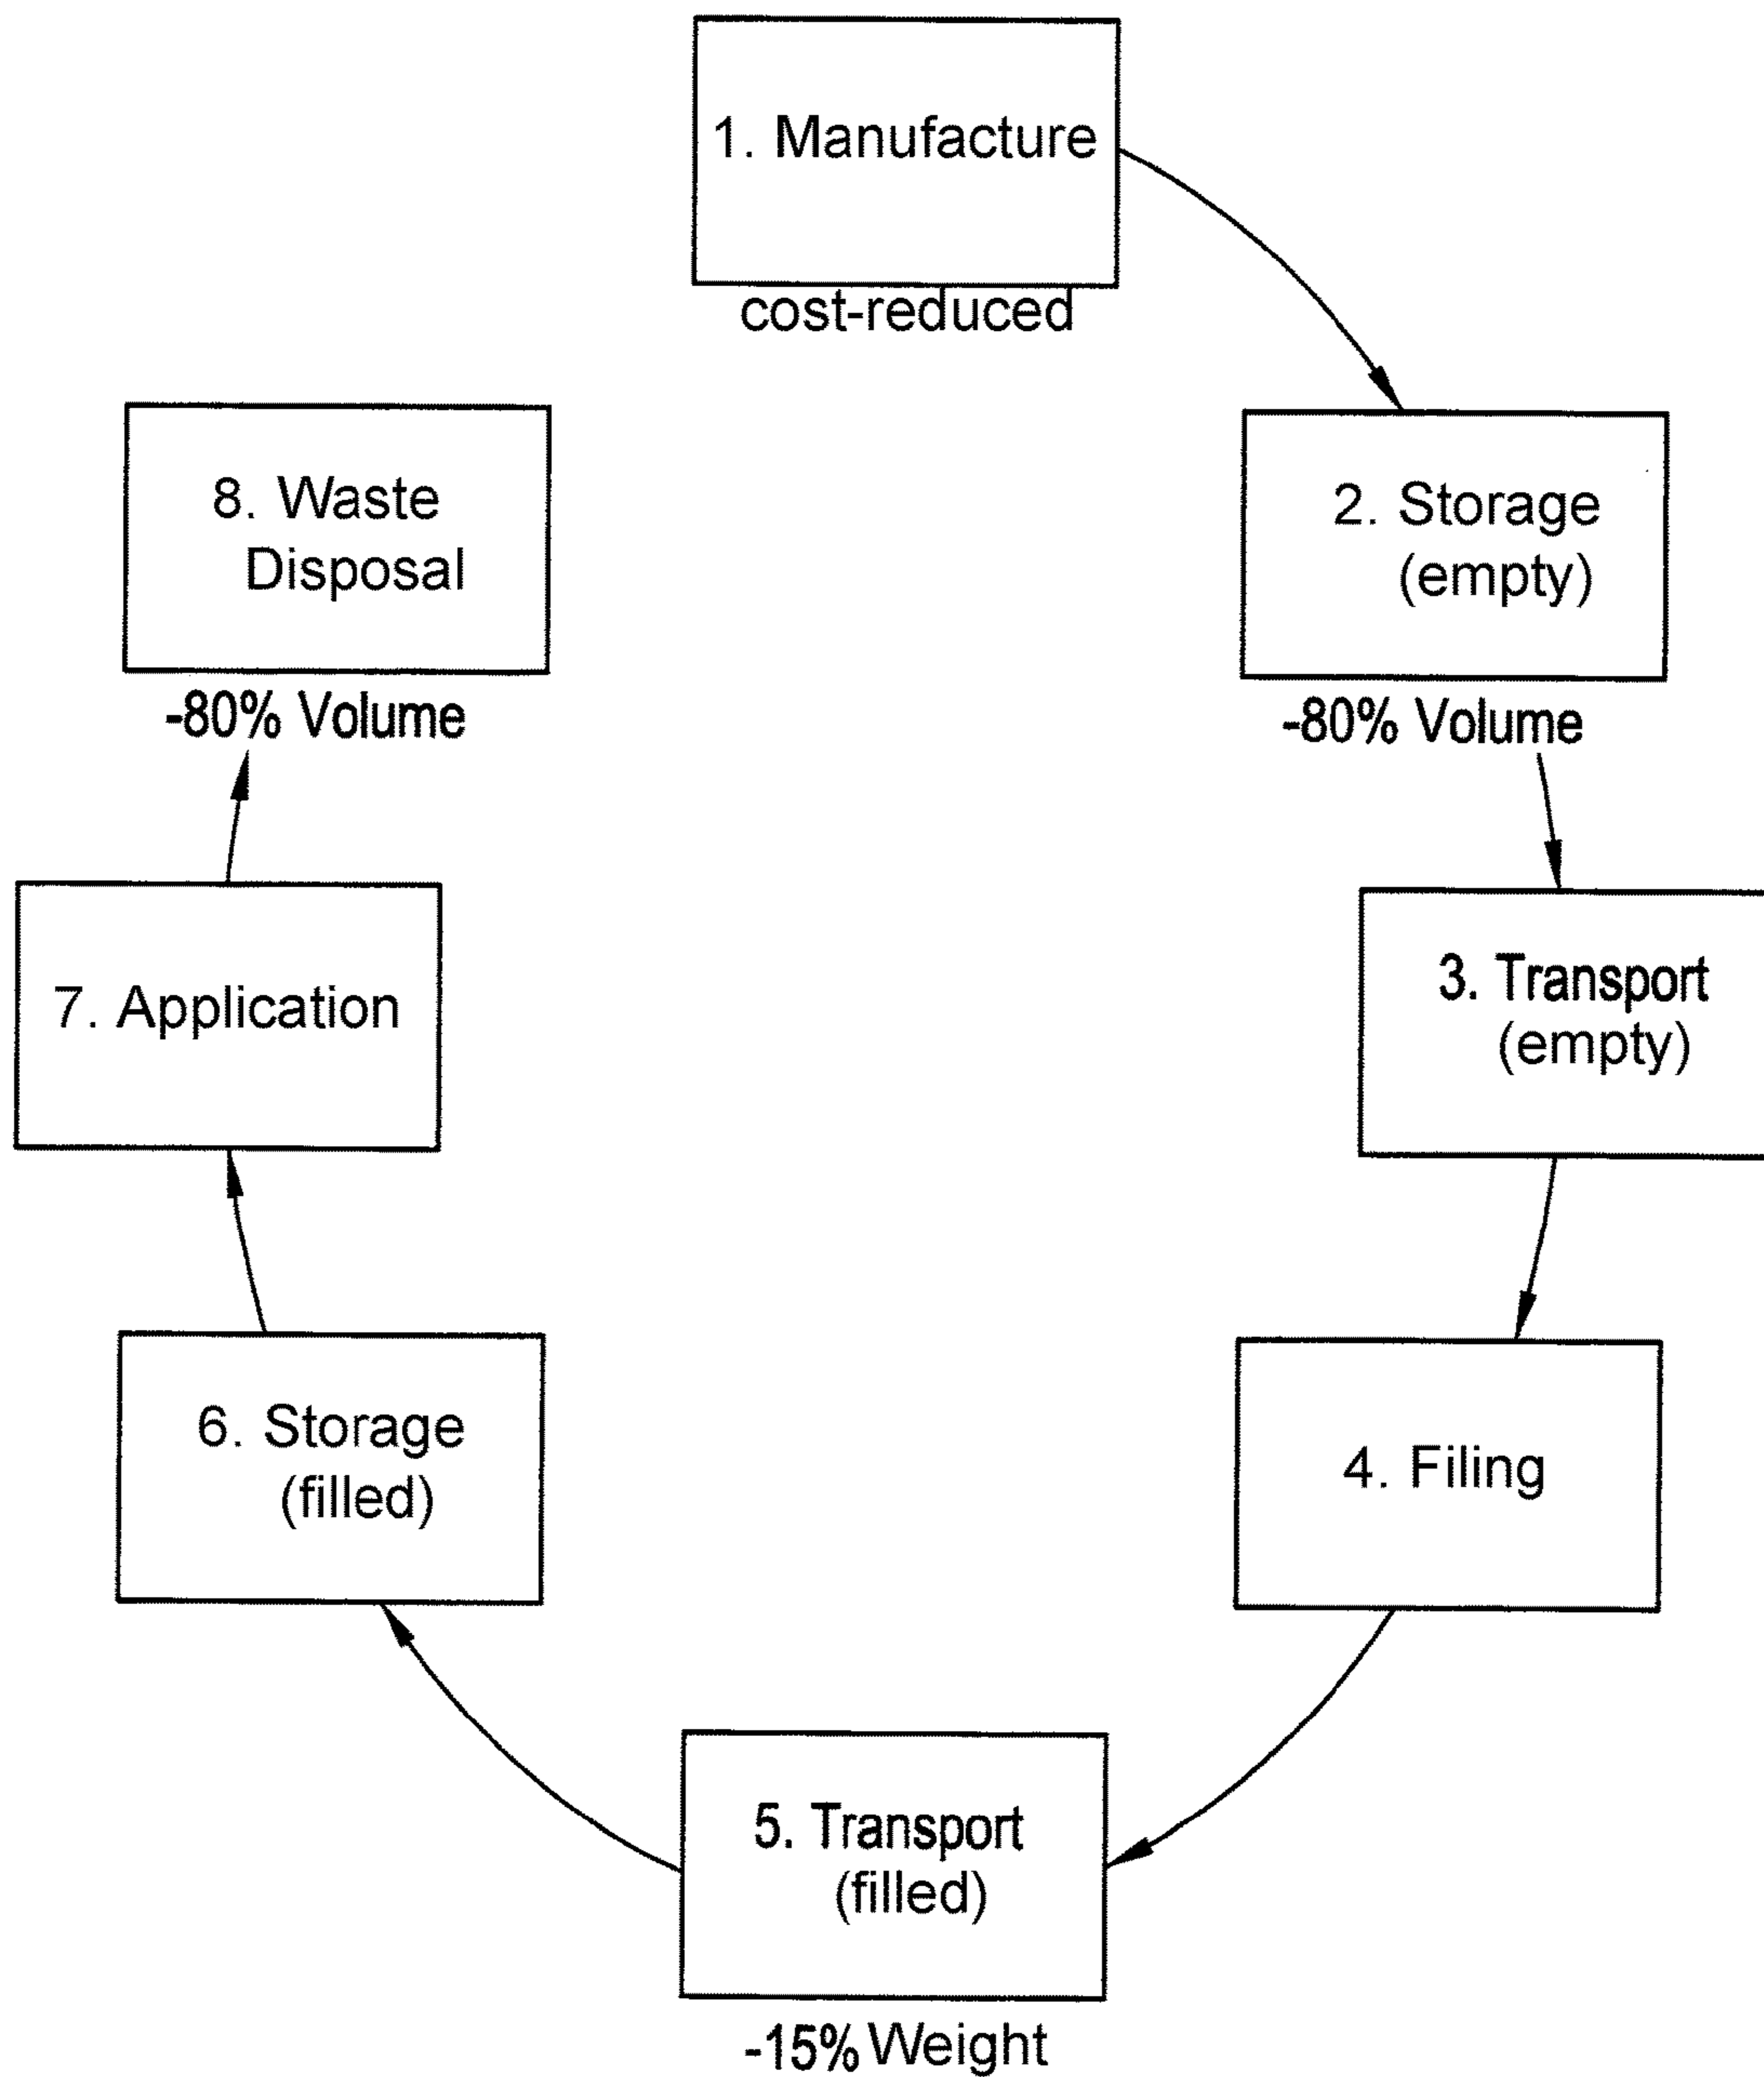 1. Manufacture
cost-reduced
2. Storage
(empty)
-80% Volume
3. Transport
(empty)
4. Filing
5. Transport
(filled)
-15% Weight
6. Storage
(filled)
7. Application
8. Waste
Disposal
-80% Volume